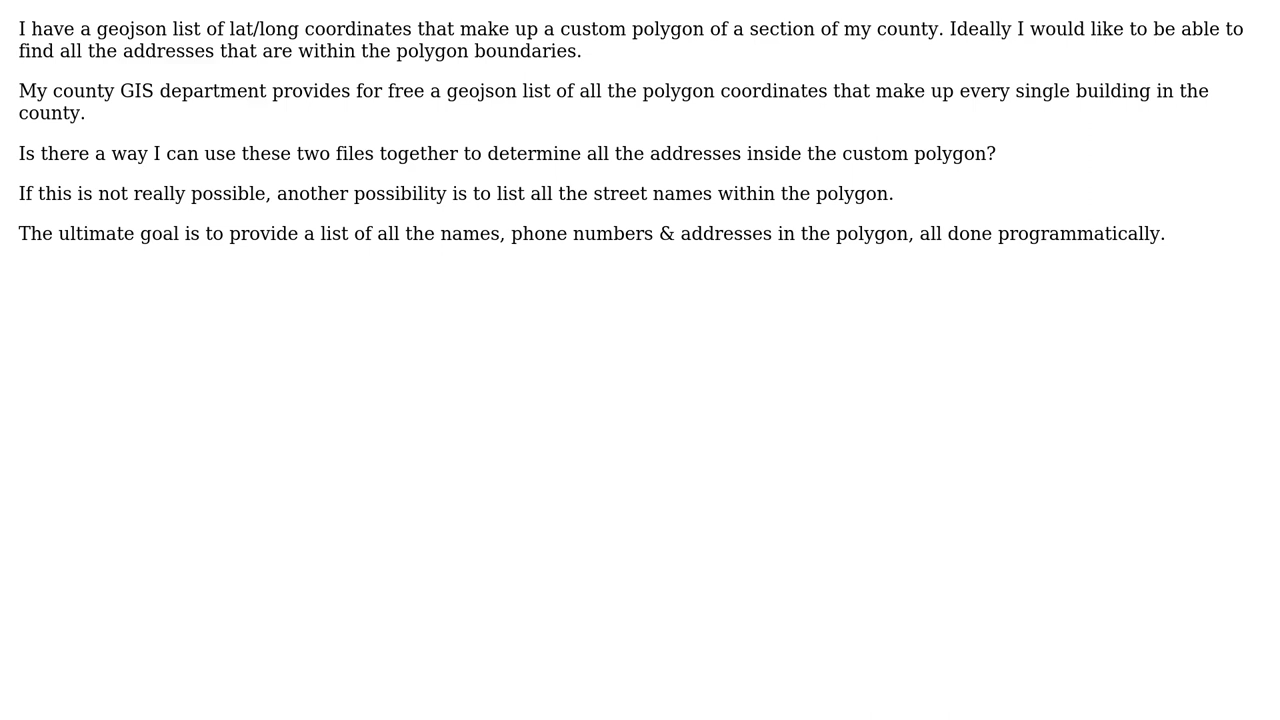 I have a geojson list of lat/long coordinates that make up a custom polygon of a section of my county. Ideally I would like to be able to
find all the addresses that are within the polygon boundaries.
My county GIS department provides for free a geojson list of all the polygon coordinates that make up every single building in the
county.
Is there a way I can use these two files together to determine all the addresses inside the custom polygon?
If this is not really possible, another possibility is to list all the street names within the polygon.
The ultimate goal is to provide a list of all the names, phone numbers & addresses in the polygon, all done programmatically.